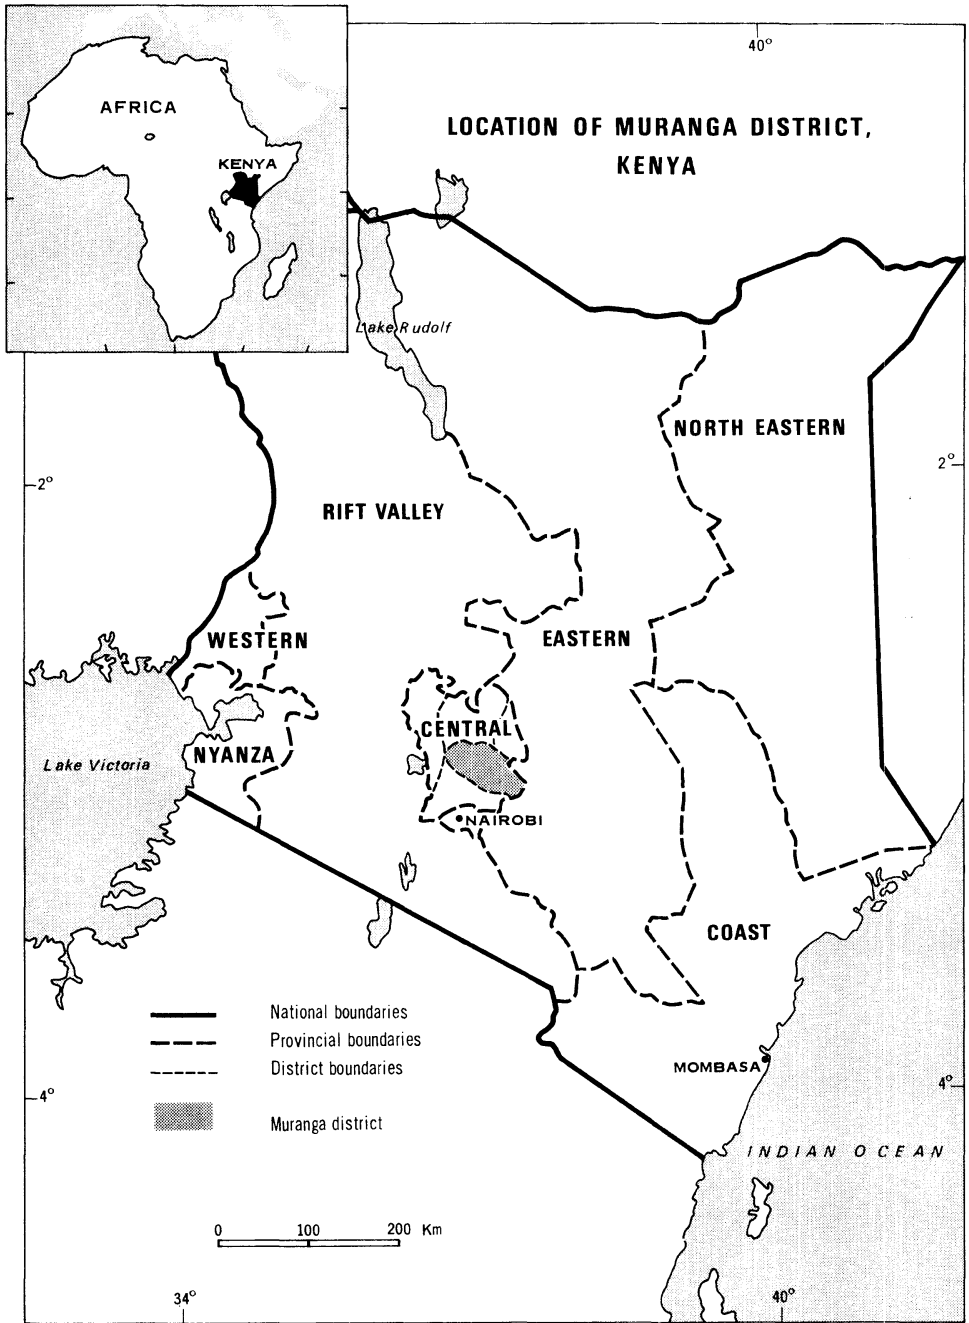 AFRICA
KENYA
40°
LOCATION OF MURANGA DISTRICT,
KENYA
Lake Rudolf
NORTH EASTERN
2°
2°
RIFT VALLEY
WESTERN
EASTERN
CENTRAL
NYANZA
Lake Victoria
NAIROBI
COAST
National boundaries
Provincial boundaries
District boundaries
MOMBASA
4°
4°
Muranga district
INDIAN OCEAN
0 100 200 Km
34°
40°